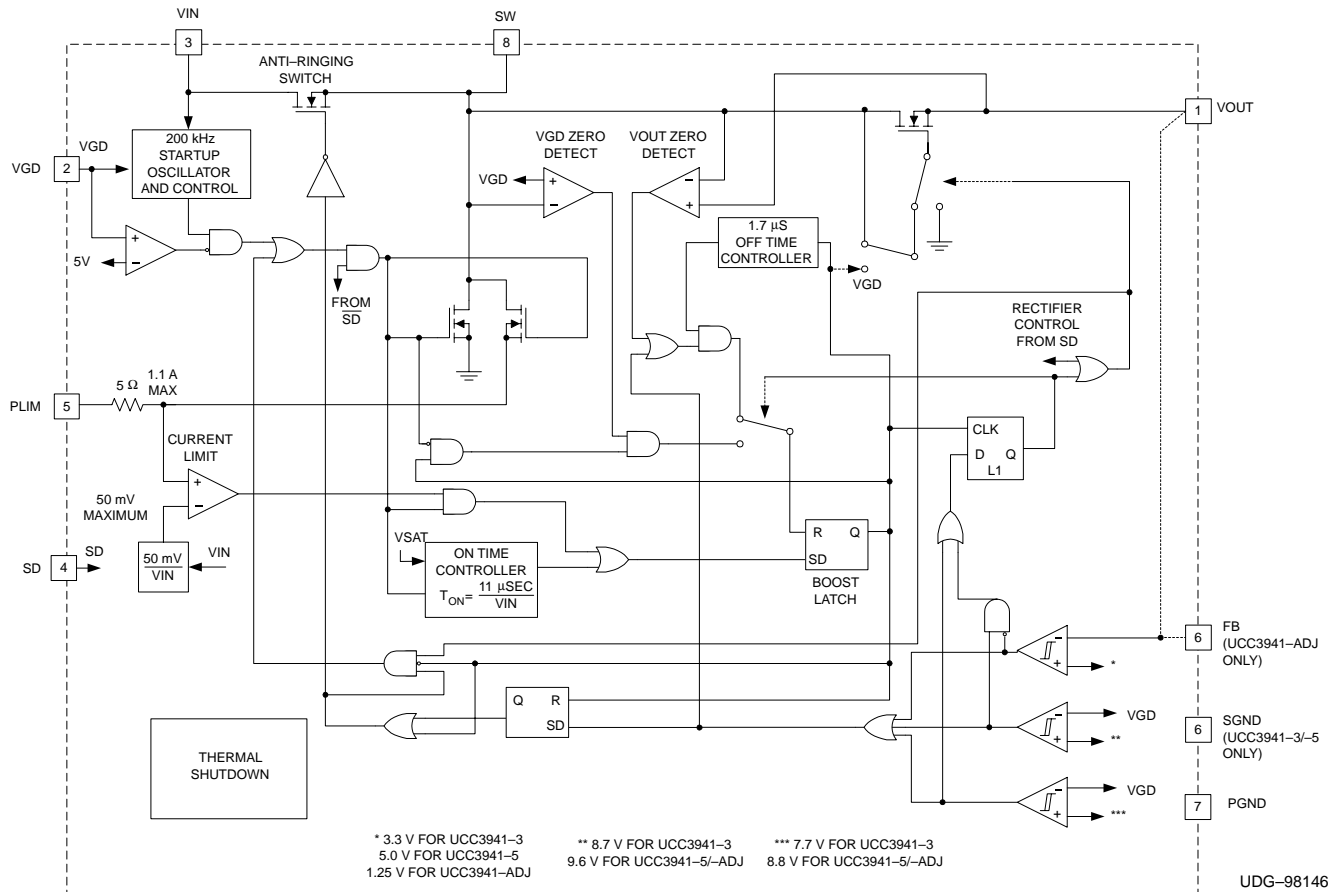 VIN
SW
3
8
ANTI–RINGING
SWITCH
1
VOUT
200 kHz
STARTUP
OSCILLATOR
AND CONTROL
VGD
2
VGD
VGD ZERO
DETECT
VOUT ZERO
DETECT
VGD
+
–
–
+
1.7 µS
OFF TIME
CONTROLLER
+
–
5V
FROM
SD
VGD
RECTIFIER
CONTROL
FROM SD
PLIM
5
5 Ω
1.1 A
MAX
CURRENT
LIMIT
+
–
50 mV
MAXIMUM
CLK
D Q
L1
SD
4
SD
50 mV
VIN
VIN
VSAT
ON TIME
CONTROLLER
TON= 11 µSEC
VIN
R Q
SD
BOOST
LATCH
–
+
*
6
FB
(UCC3941–ADJ
ONLY)
Q R
SD
–
+
VGD
**
6
SGND
(UCC3941–3/–5
ONLY)
THERMAL
SHUTDOWN
–
+
VGD
***
7
PGND
* 3.3 V FOR UCC3941–3
5.0 V FOR UCC3941–5
1.25 V FOR UCC3941–ADJ
** 8.7 V FOR UCC3941–3
9.6 V FOR UCC3941–5/–ADJ
*** 7.7 V FOR UCC3941–3
8.8 V FOR UCC3941–5/–ADJ
UDG–98146